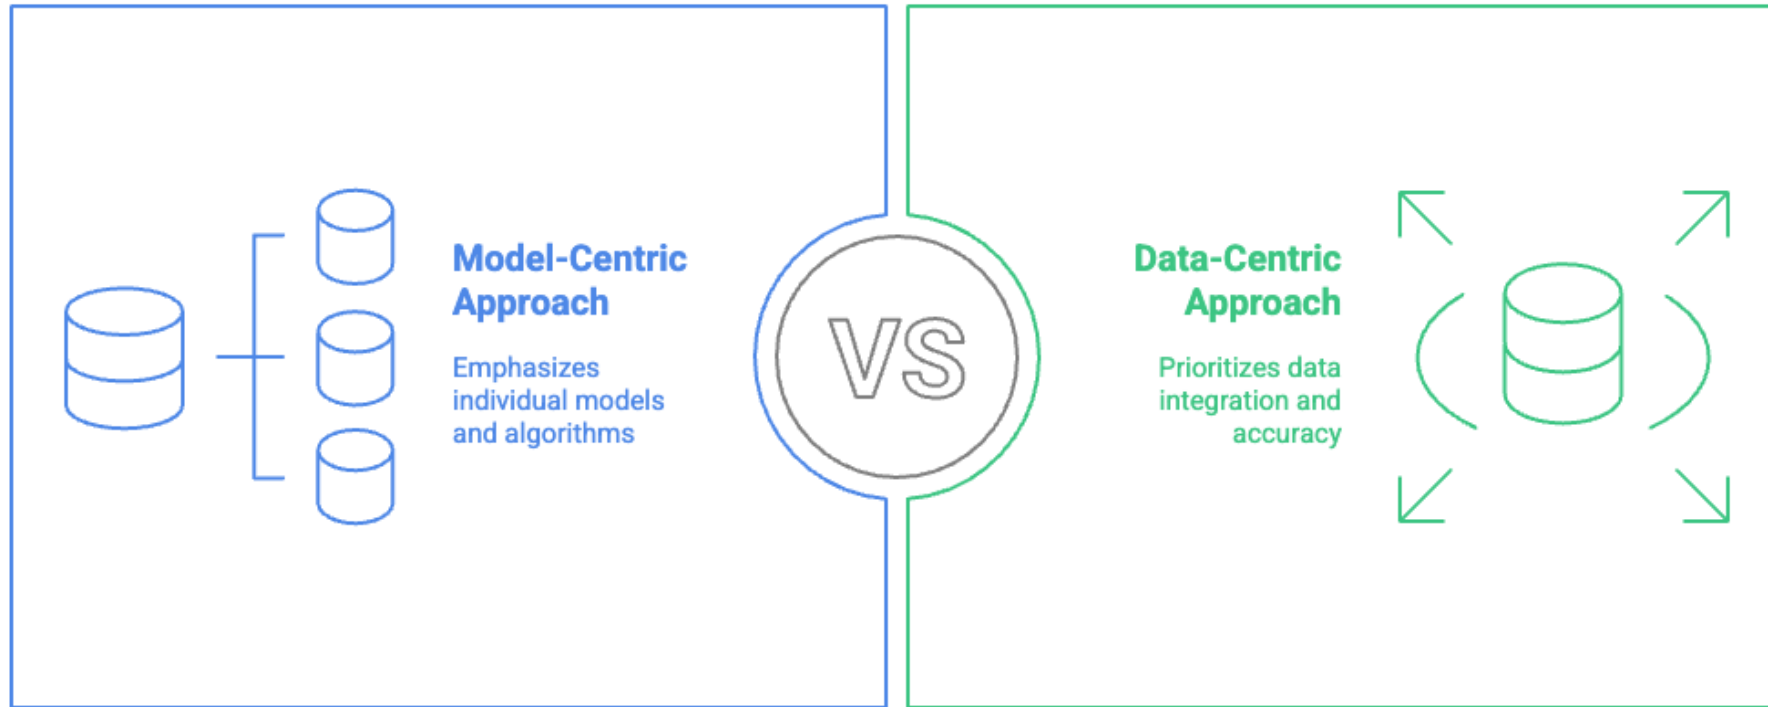 Model-Centric
Approach
Emphasizes
individual models
and algorithms
VS
Data-Centric
Approach
Prioritizes data
integration and
accuracy